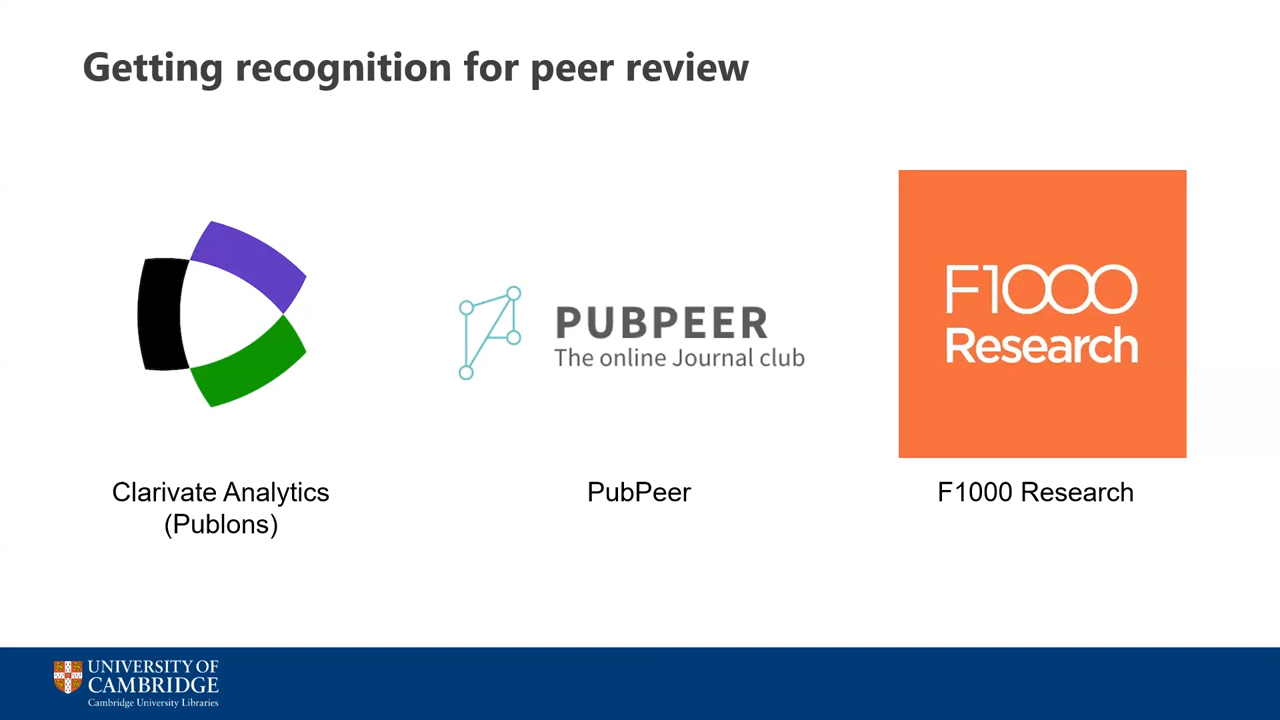 Getting recognition for peer review
PUBPEER
The online Journal club
F1000
Research
Clarivate Analytics
(Publons)
PubPeer
F1000 Research
UNIVERSITY OF
CAMBRIDGE
Cambridge University Libraries